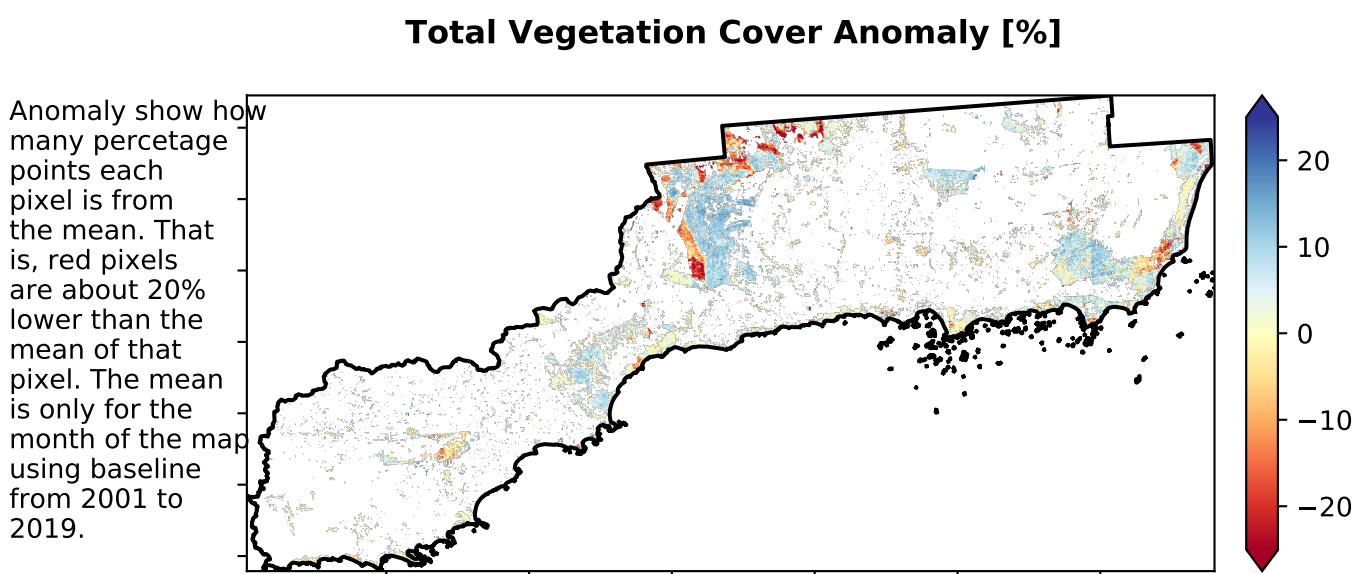 Total Vegetation Cover Anomaly [%]
Anomaly show how
many percetage
points each
pixel is from
the mean. That
is, red pixels
are about 20%
lower than the
mean of that
pixel. The mean
is only for the
month of the map
using baseline
from 2001 to
2019.
20
10
0
−10
−20